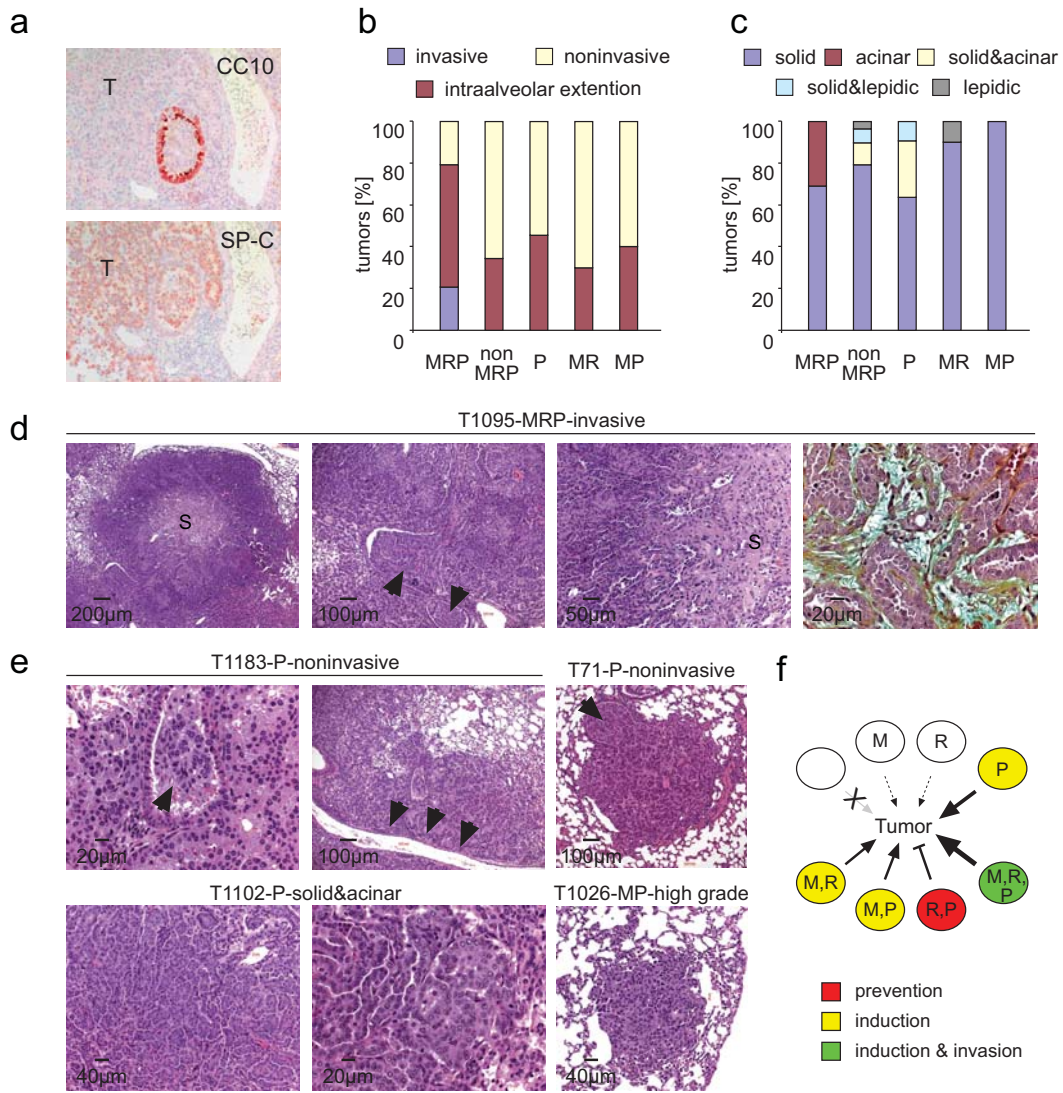 a
CC10
T
SP-C
T
b
invasive
noninvasive
intraalveolar extention
tumors [%]
100
80
60
40
20
0
MRP
non MRP
P
MR
MP
c
solid
acinar
solid&acinar
solid&lepidic
lepidic
tumors [%]
100
80
60
40
20
0
MRP
non MRP
P
MR
MP
d
T1095-MRP-invasive
S
200µm
100µm
S
50µm
20µm
e
T1183-P-noninvasive
T71-P-noninvasive
20µm
100µm
100µm
T1102-P-solid&acinar
T1026-MP-high grade
40µm
20µm
40µm
f
M
R
P
X
Tumor
M,R
M,P
R,P
M,R,
P
prevention
induction
induction & invasion